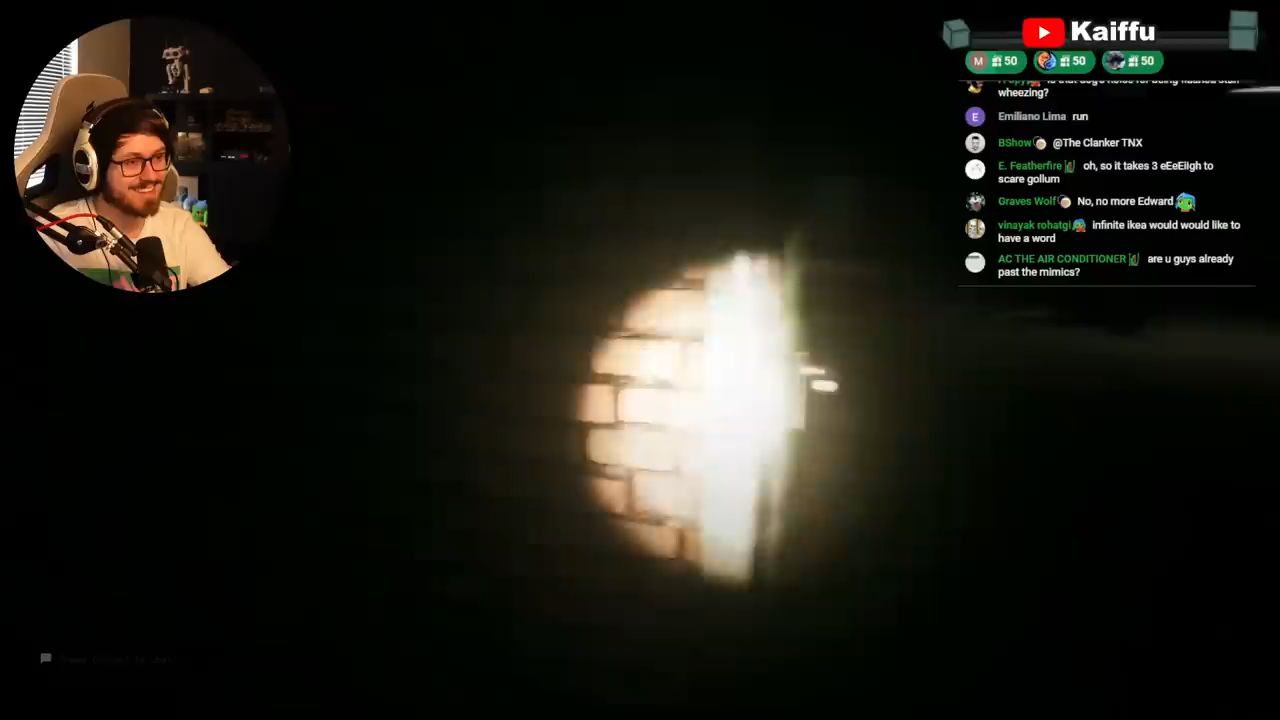 Kaiffu
M 50
50
50
wheezing?
Emiliano Lima run
BShow @The Clanker TNX
E. Featherfire oh, so it takes 3 eEeEiIgh to
scare gollum
Graves Wolf No, no more Edward
vinayak rohatgi infinite ikea would would like to
have a word
AC THE AIR CONDITIONER are u guys already
past the mimics?